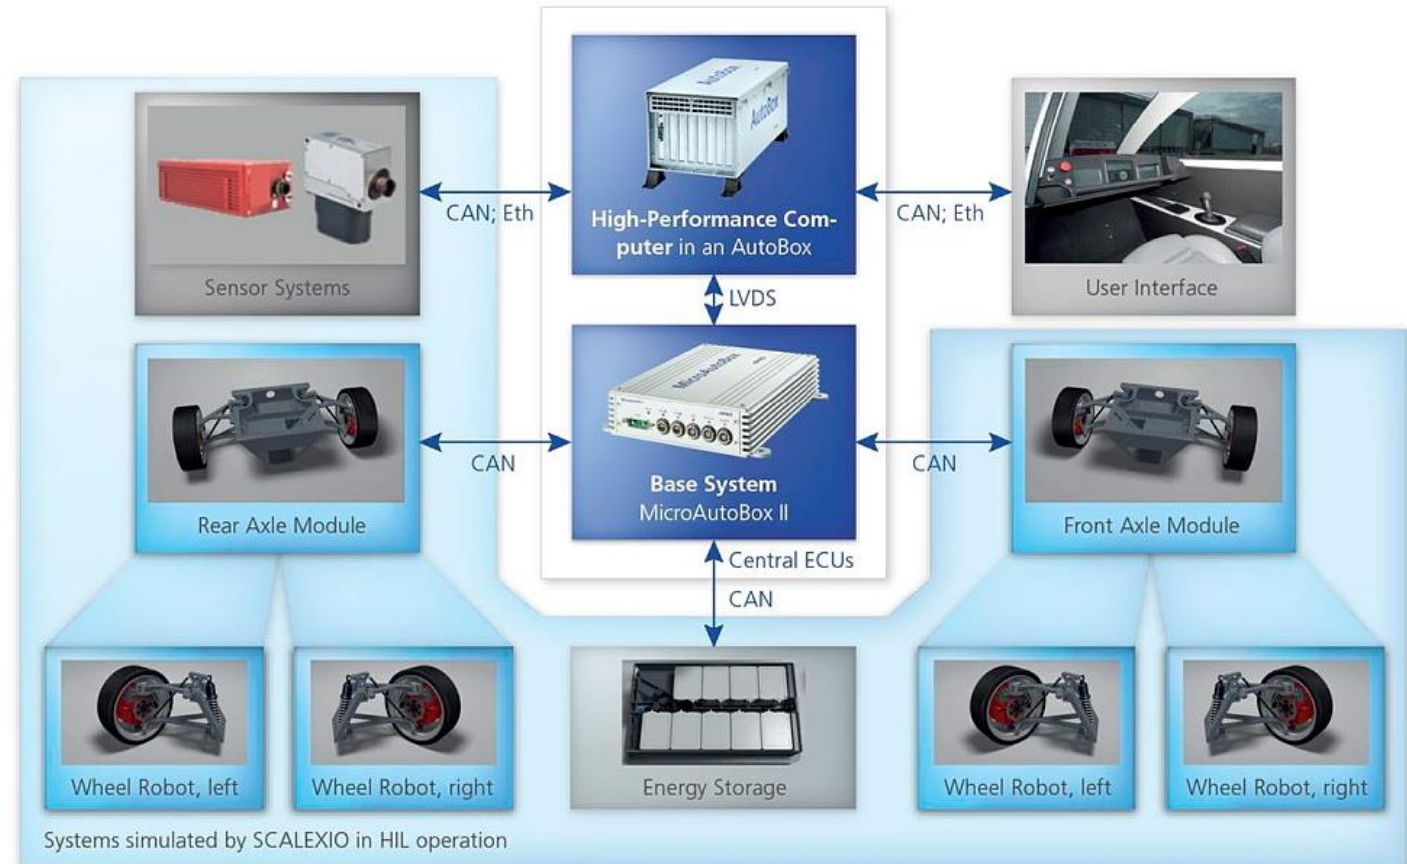 AutoBox
AutoBox
High-Performance Com-
puter in an AutoBox
Sensor Systems
CAN; Eth
CAN; Eth
User Interface
LVDS
MicroAutoBox
Base System
MicroAutoBox II
Rear Axle Module
CAN
CAN
Front Axle Module
Central ECUs
CAN
Wheel Robot, left
Wheel Robot, right
Energy Storage
Wheel Robot, left
Wheel Robot, right
Systems simulated by SCALEXIO in HIL operation